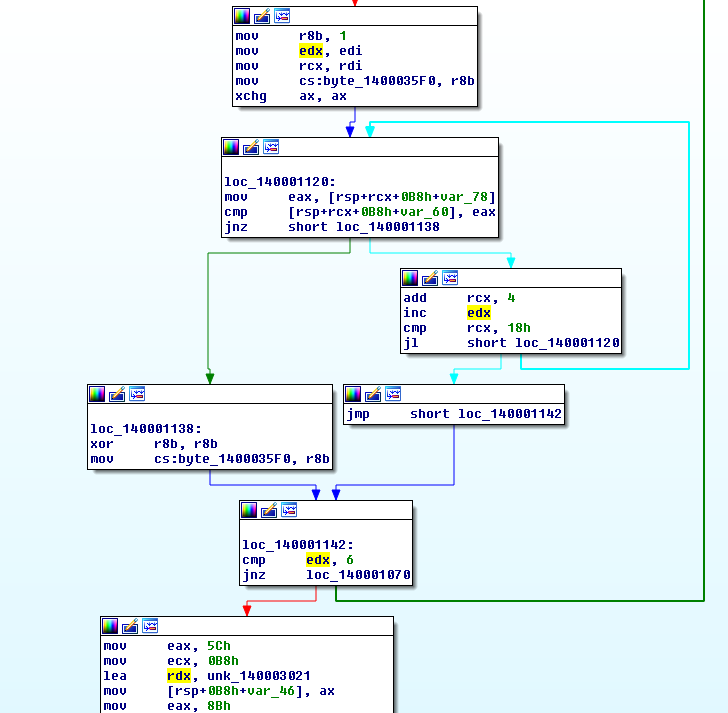 mov r8b, 1
mov edx, edi
mov rcx, rdi
mov cs:byte_1400035F0, r8b
xchg ax, ax
loc_140001120:
mov eax, [rsp+rcx+0B8h+var_78]
cmp [rsp+rcx+0B8h+var_60], eax
jnz short loc_140001138
add rcx, 4
inc edx
cmp rcx, 18h
jl short loc_140001120
loc_140001138:
xor r8b, r8b
mov cs:byte_1400035F0, r8b
jmp short loc_140001142
loc_140001142:
cmp edx, 6
jnz loc_140001070
mov eax, 5Ch
mov ecx, 0B8h
lea rdx, unk_140003021
mov [rsp+0B8h+var_46], ax
mov eax, 8Bh